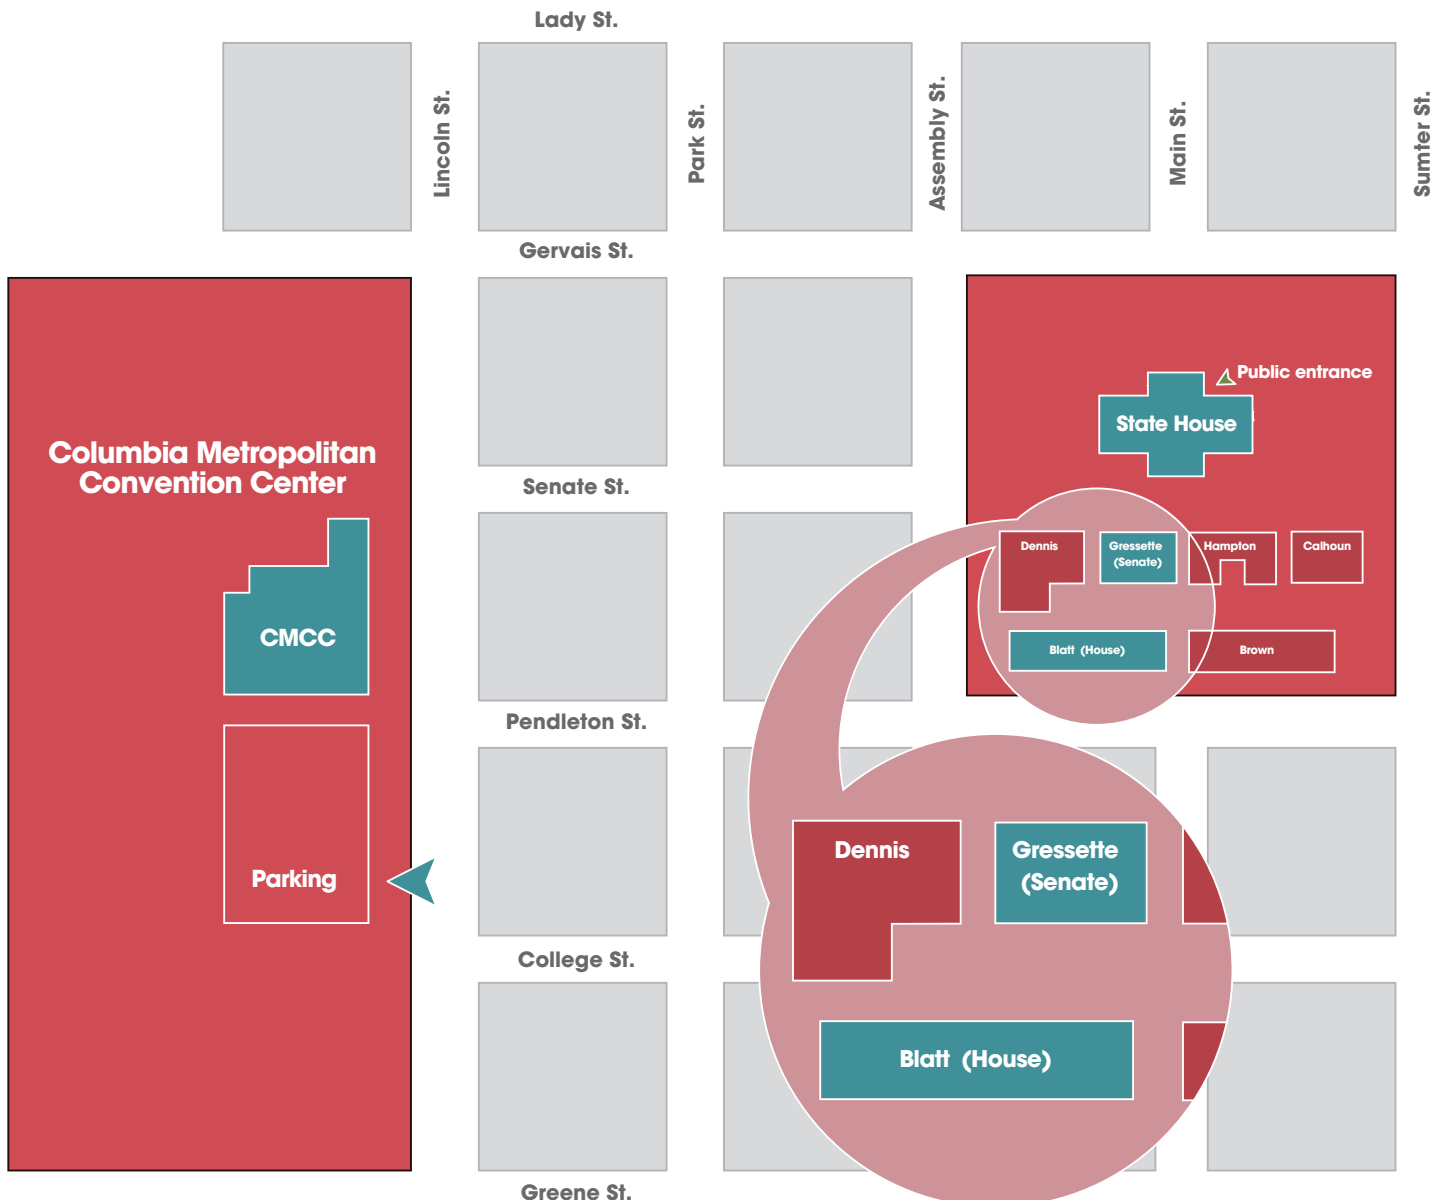 Lady St.
Lincoln St.
Park St.
Assembly St.
Main St.
Sumter St.
Gervais St.
Public entrance
State House
Columbia Metropolitan
Convention Center
Senate St.
Dennis
Gressette
(Senate)
Hampton
Calhoun
CMCC
Blatt (House)
Brown
Pendleton St.
Parking
Dennis
Gressette
(Senate)
College St.
Blatt (House)
Greene St.